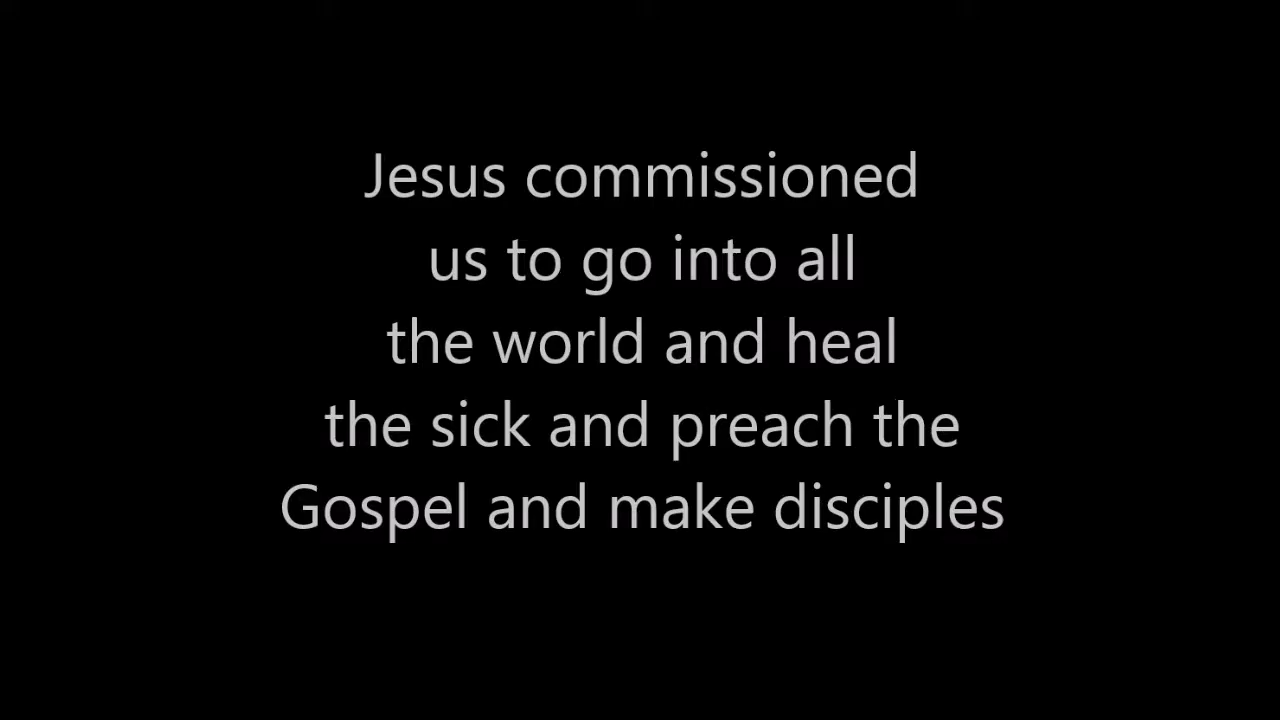 Jesus commissioned
us to go into all
the world and heal
the sick and preach the
Gospel and make disciples